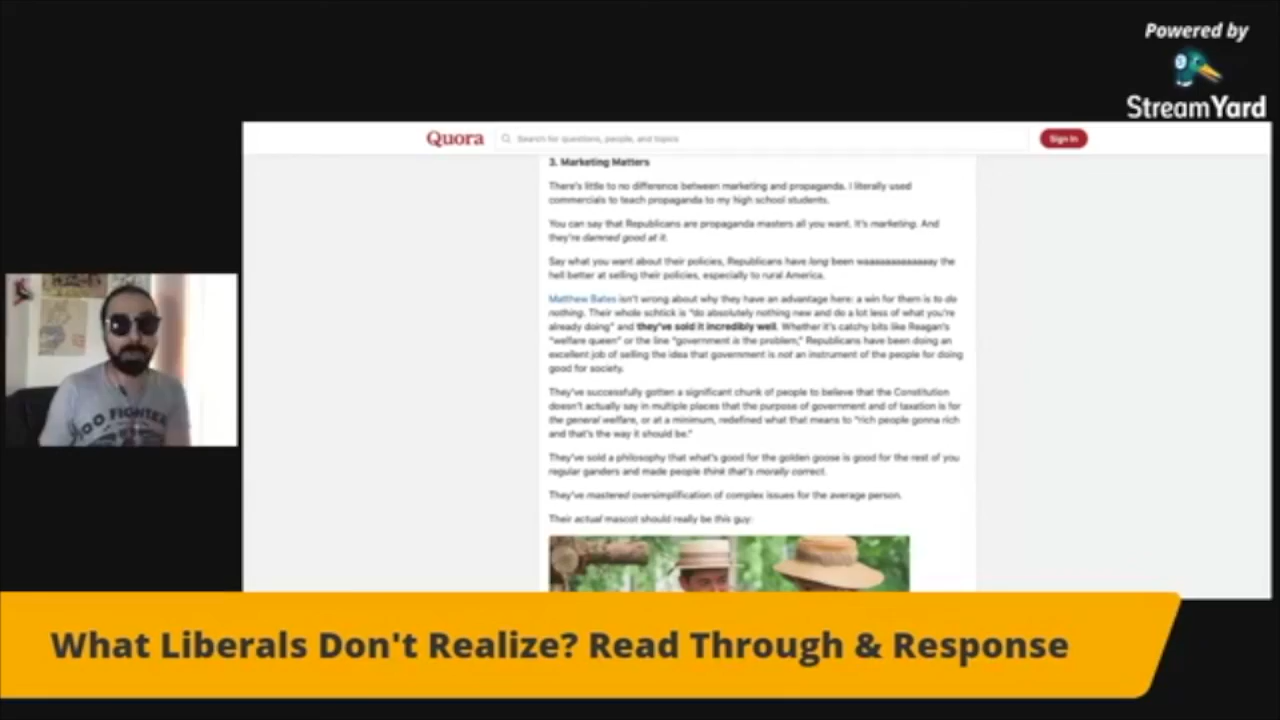 Powered by
StreamYard
Quora
Search for questions, people, and topics
Sign In
3. Marketing Matters
There's little to no difference between marketing and propaganda. I literally used
commercials to teach propaganda to my high school students.
You can say that Republicans are propaganda masters all you want. It's marketing. And
they're damned good at it.
Say what you want about their policies, Republicans have long been waaaaaaaaaaaay the
hell better at selling their policies, especially to rural America.
Matthew Bates isn't wrong about why they have an advantage here: a win for them is to do
nothing. Their whole schtick is "do absolutely nothing new and do a lot less of what you're
already doing" and they've sold it incredibly well. Whether it's catchy bits like Reagan's
"welfare queen" or the line "government is the problem," Republicans have been doing an
excellent job of selling the idea that government is not an instrument of the people for doing
good for society.
They've successfully gotten a significant chunk of people to believe that the Constitution
doesn't actually say in multiple places that the purpose of government and of taxation is for
the general welfare, or at a minimum, redefined what that means to "rich people gonna rich
and that's the way it should be."
They've sold a philosophy that what's good for the golden goose is good for the rest of you
regular ganders and made people think that's morally correct.
They've mastered oversimplification of complex issues for the average person.
Their actual mascot should really be this guy:
OO FIGHTER
What Liberals Don't Realize? Read Through & Response